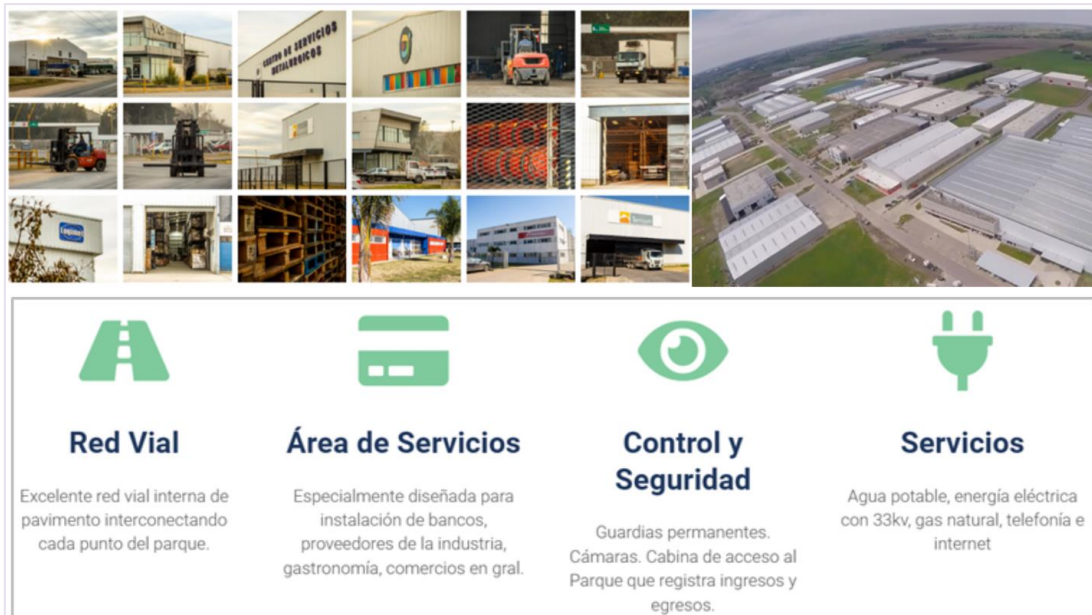 CENTRO DE SERVICIOS
METALURGICOS
Red Vial
Área de Servicios
Control y
Seguridad
Servicios
Excelente red vial interna de
pavimento interconectando
cada punto del parque.
Especialmente diseñada para
instalación de bancos,
proveedores de la industria,
gastronomía, comercios en gral.
Guardias permanentes.
Cámaras. Cabina de acceso al
Parque que registra ingresos y
egresos.
Agua potable, energía eléctrica
con 33kv, gas natural, telefonía e
internet